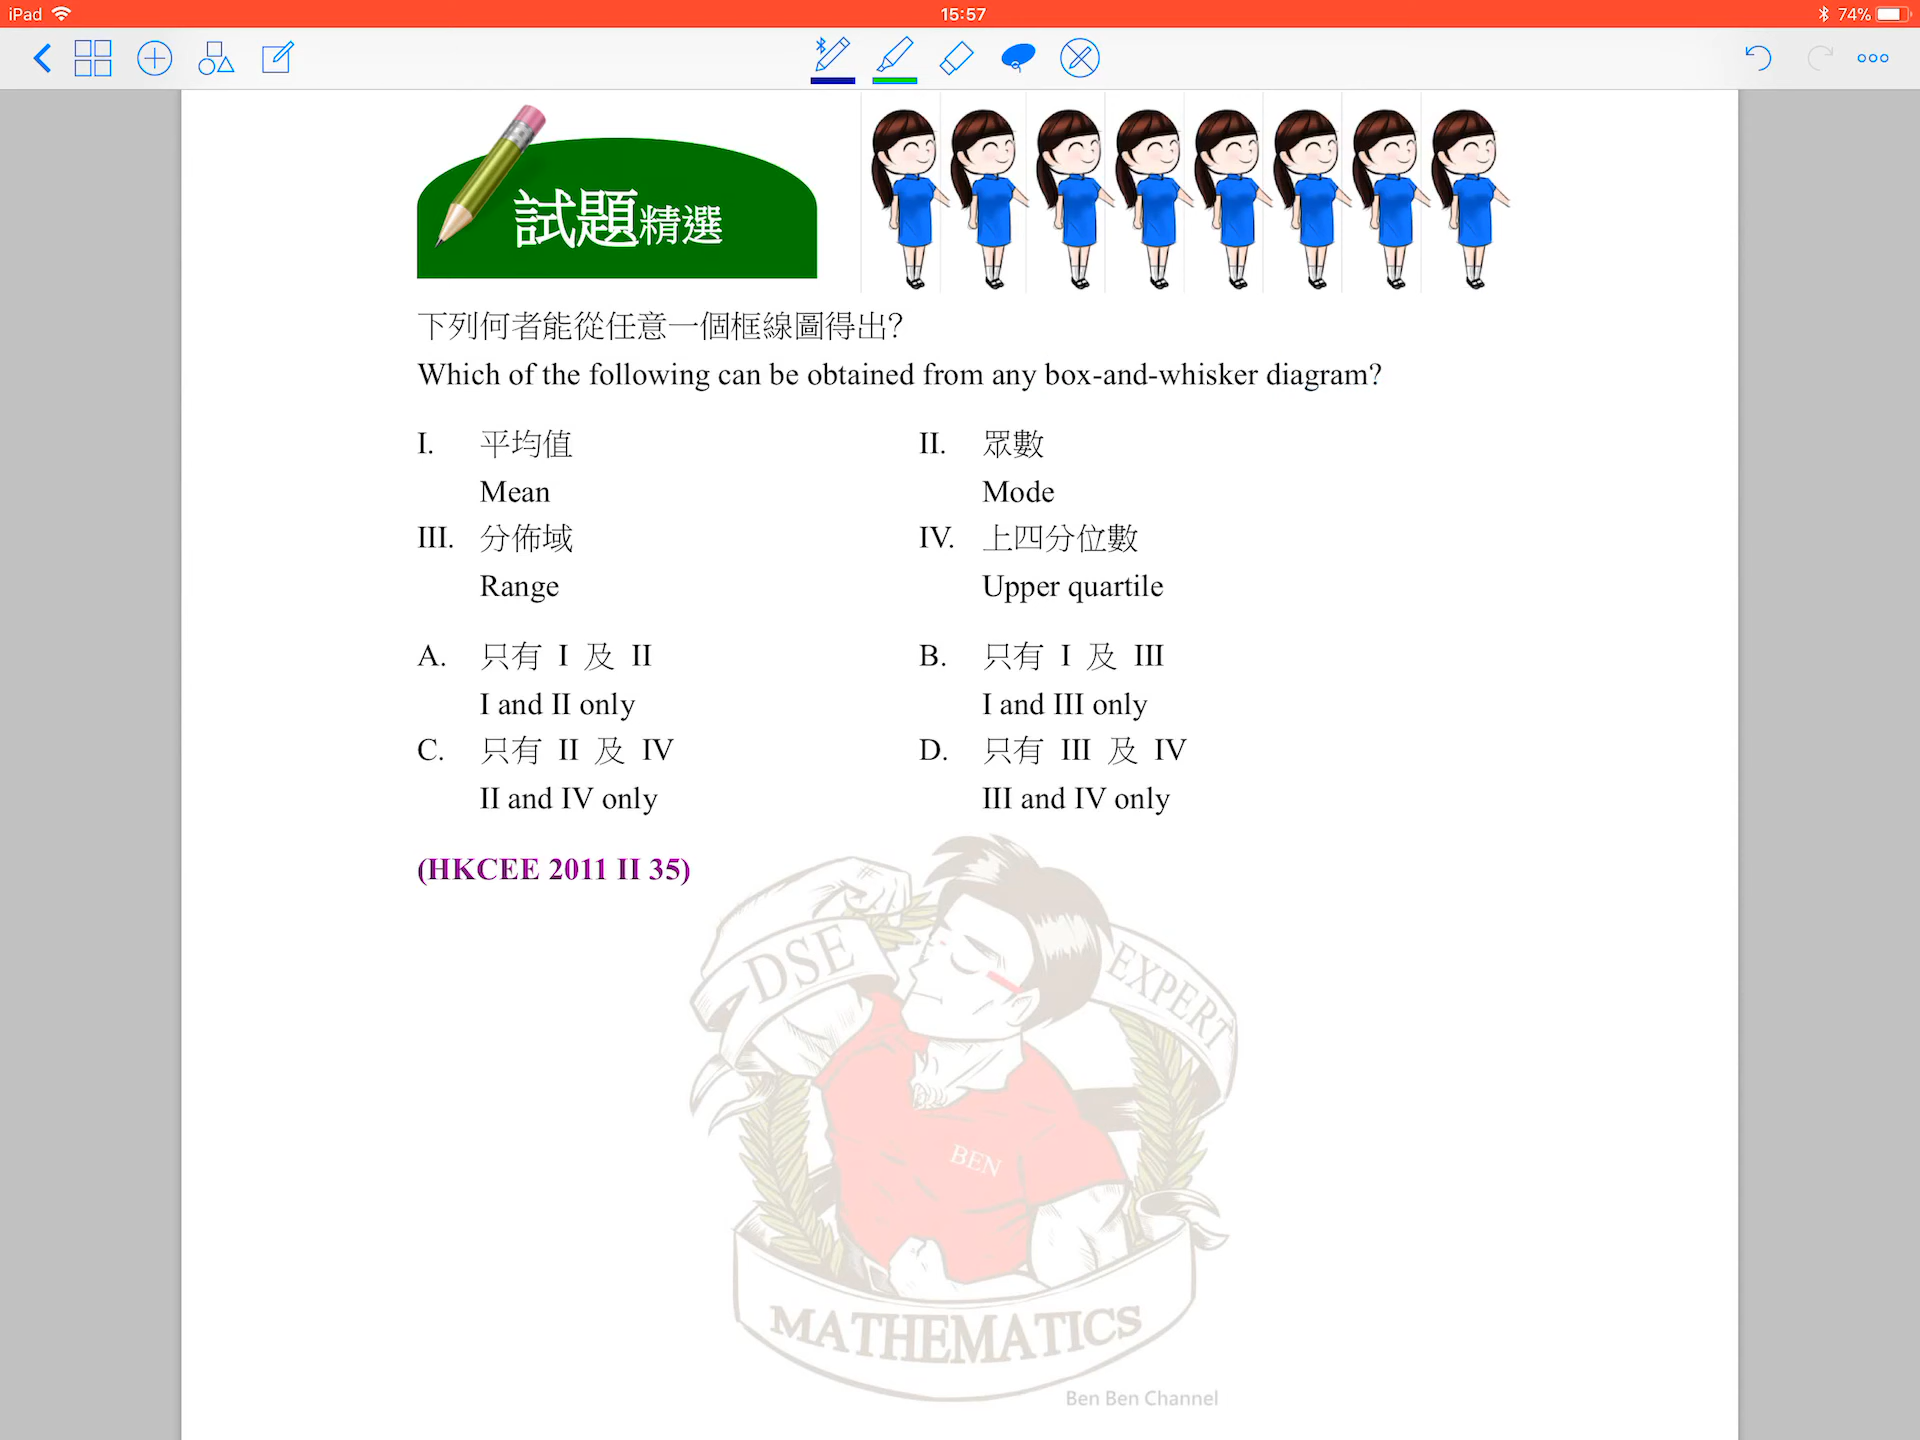 iPad 15:57 74%
試題精選
下列何者能從任意一個框線圖得出?
Which of the following can be obtained from any box-and-whisker diagram?
I. 平均值 II. 眾數
Mean Mode
III. 分佈域 IV. 上四分位數
Range Upper quartile
A. 只有 I 及 II B. 只有 I 及 III
I and II only I and III only
C. 只有 II 及 IV D. 只有 III 及 IV
II and IV only III and IV only
(HKCEE 2011 II 35)
DSE EXPERT
BEN
MATHEMATICS
Ben Ben Channel